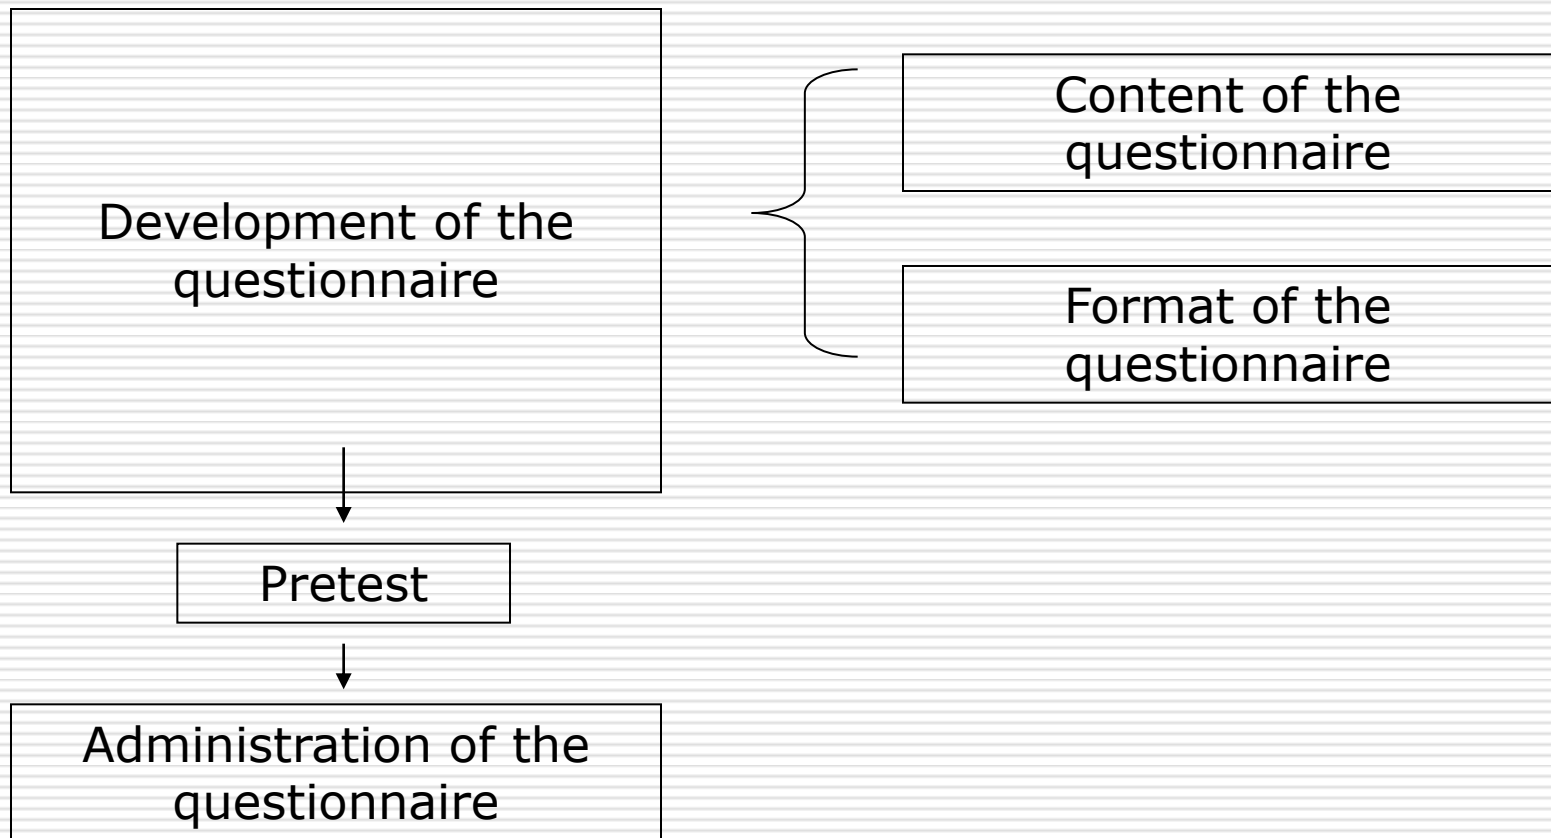 Development of the
questionnaire
Content of the
questionnaire
Format of the
questionnaire
Pretest
Administration of the
questionnaire